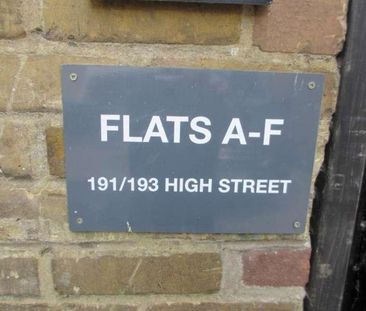 FLATS A-F
191/193 HIGH STREET